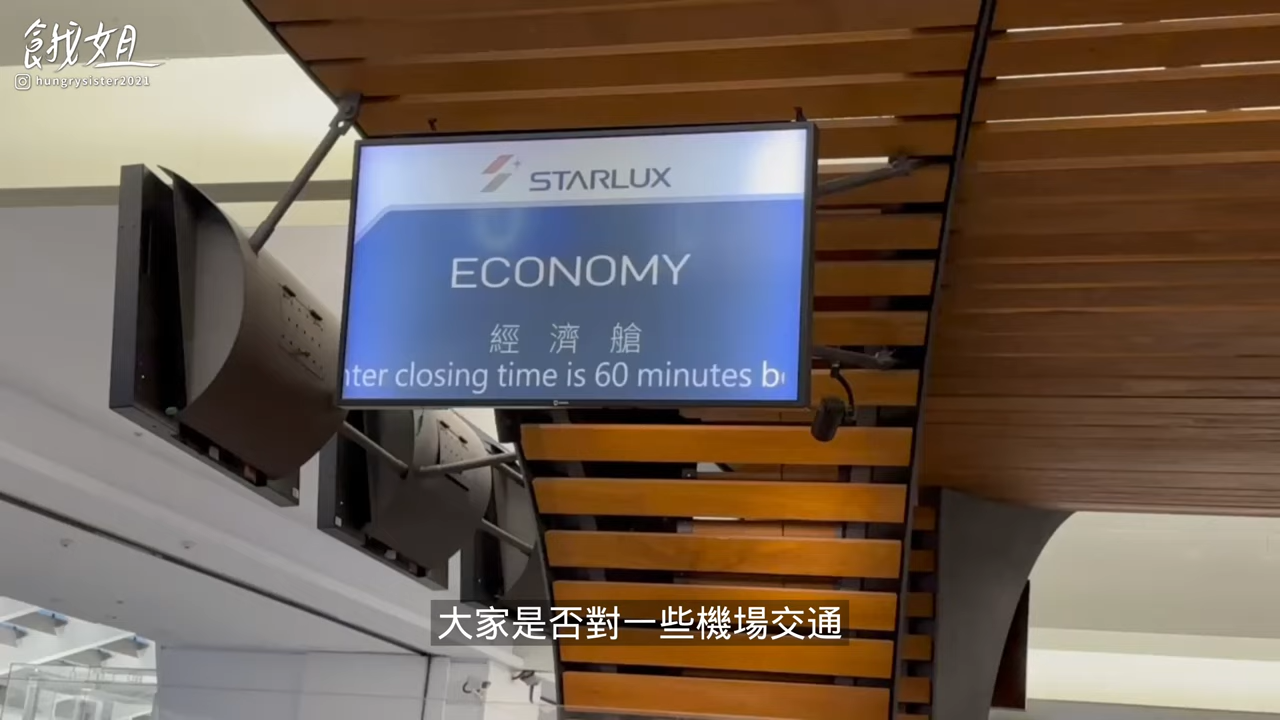 餓姐
hungrysister2021
STARLUX
ECONOMY
經濟艙
closing time is 60 minutes
大家是否對一些機場交通